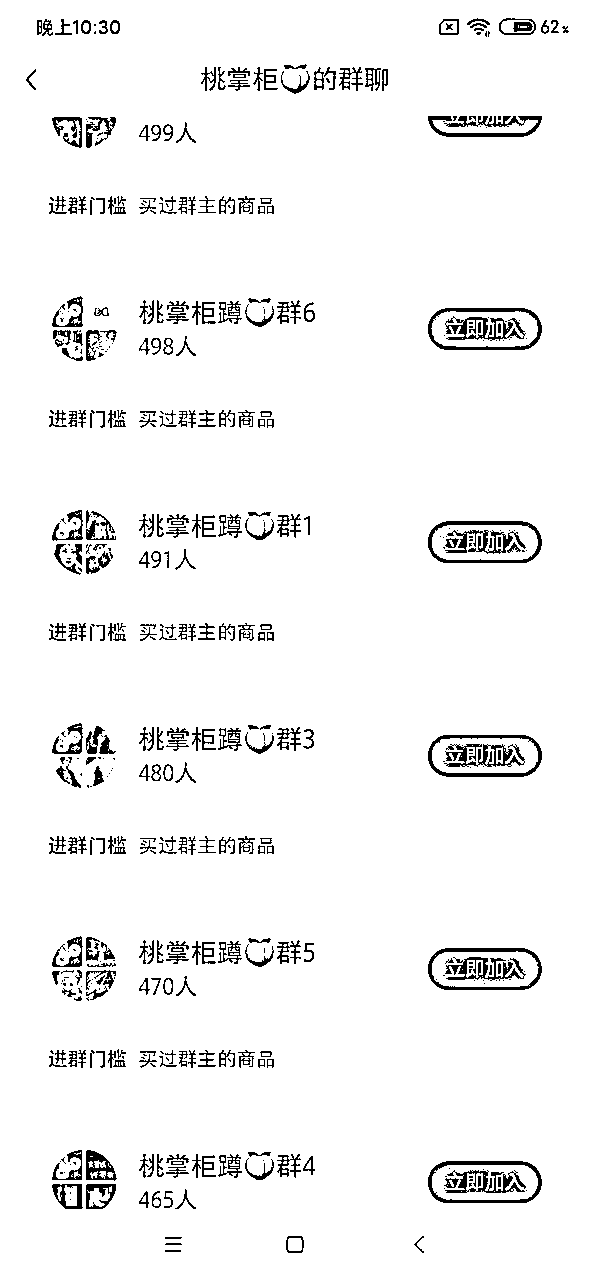 晚上10:30 62%
桃掌柜🍑的群聊
499人 立即加入
进群门槛 买过群主的商品
桃掌柜蹲🍑群6
498人 立即加入
进群门槛 买过群主的商品
桃掌柜蹲🍑群1
491人 立即加入
进群门槛 买过群主的商品
桃掌柜蹲🍑群3
480人 立即加入
进群门槛 买过群主的商品
桃掌柜蹲🍑群5
470人 立即加入
进群门槛 买过群主的商品
桃掌柜蹲🍑群4
465人 立即加入